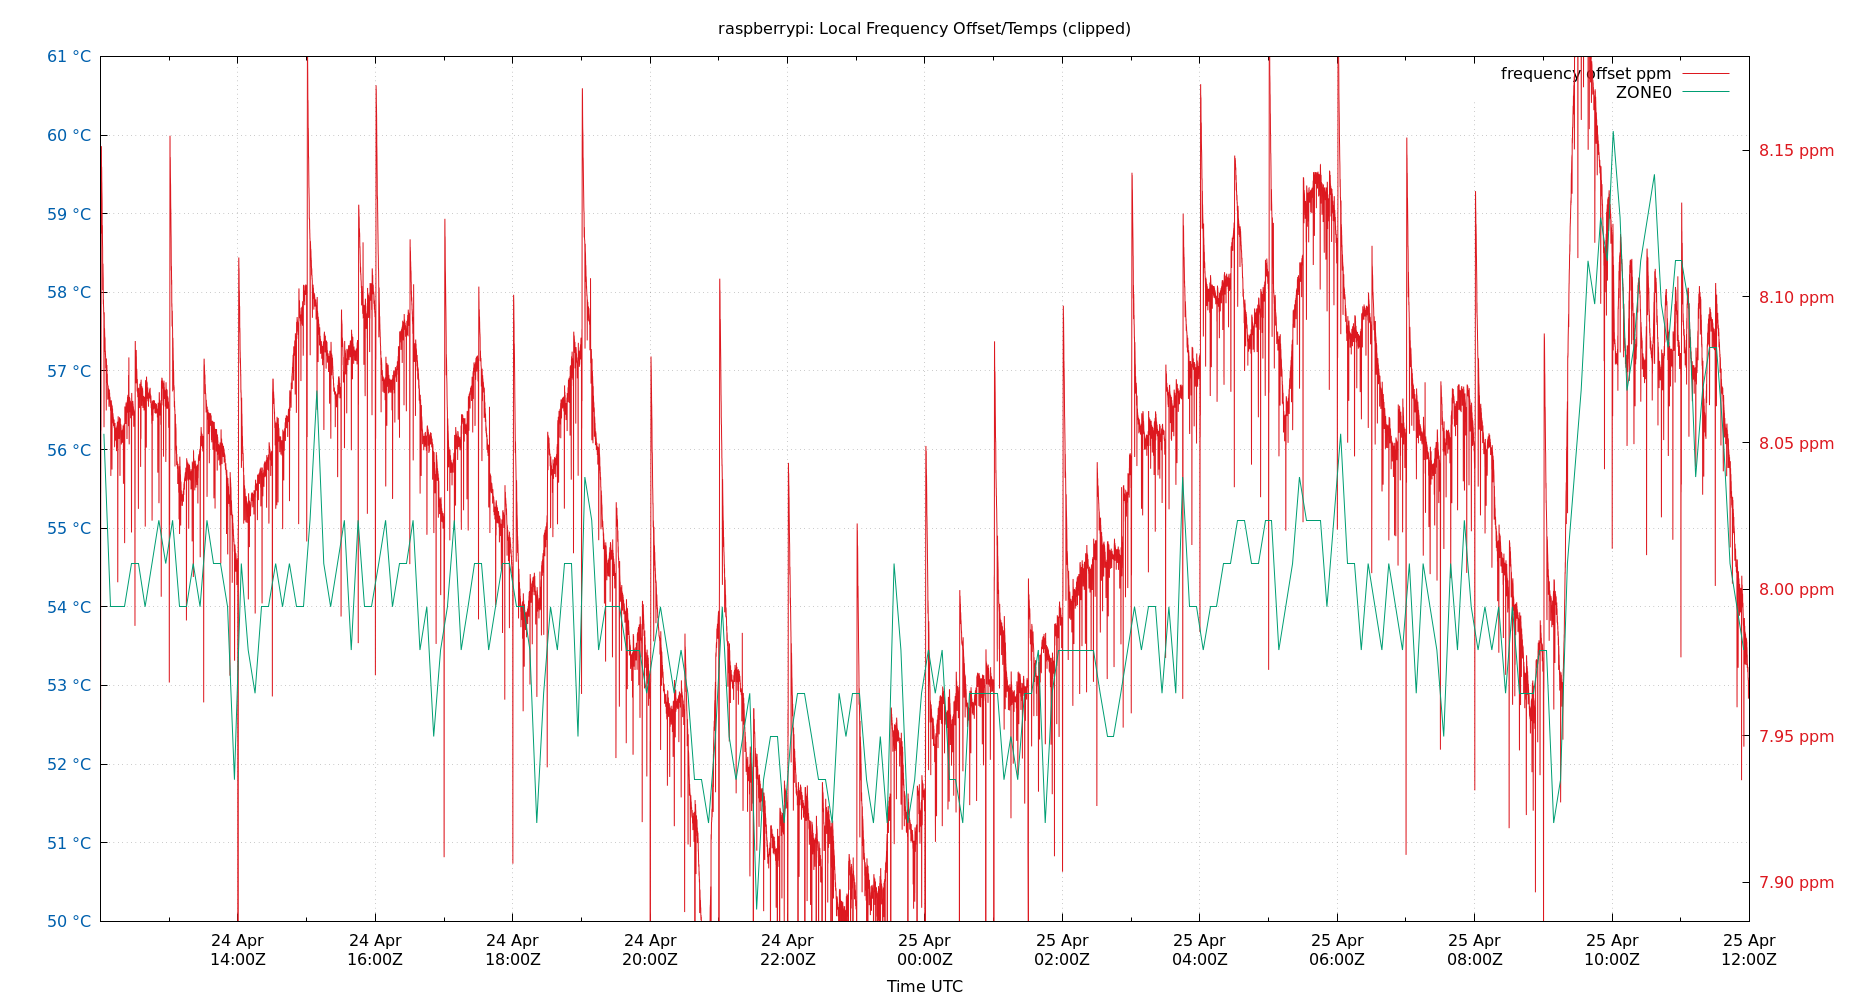 raspberrypi: Local Frequency Offset/Temps (clipped)
61 °C
60 °C
59 °C
58 °C
57 °C
56 °C
55 °C
54 °C
53 °C
52 °C
51 °C
50 °C
frequency offset ppm
ZONE0
8.15 ppm
8.10 ppm
8.05 ppm
8.00 ppm
7.95 ppm
7.90 ppm
24 Apr 24 Apr 24 Apr 24 Apr 24 Apr 25 Apr 25 Apr 25 Apr 25 Apr 25 Apr 25 Apr 25 Apr
14:00Z 16:00Z 18:00Z 20:00Z 22:00Z 00:00Z 02:00Z 04:00Z 06:00Z 08:00Z 10:00Z 12:00Z
Time UTC